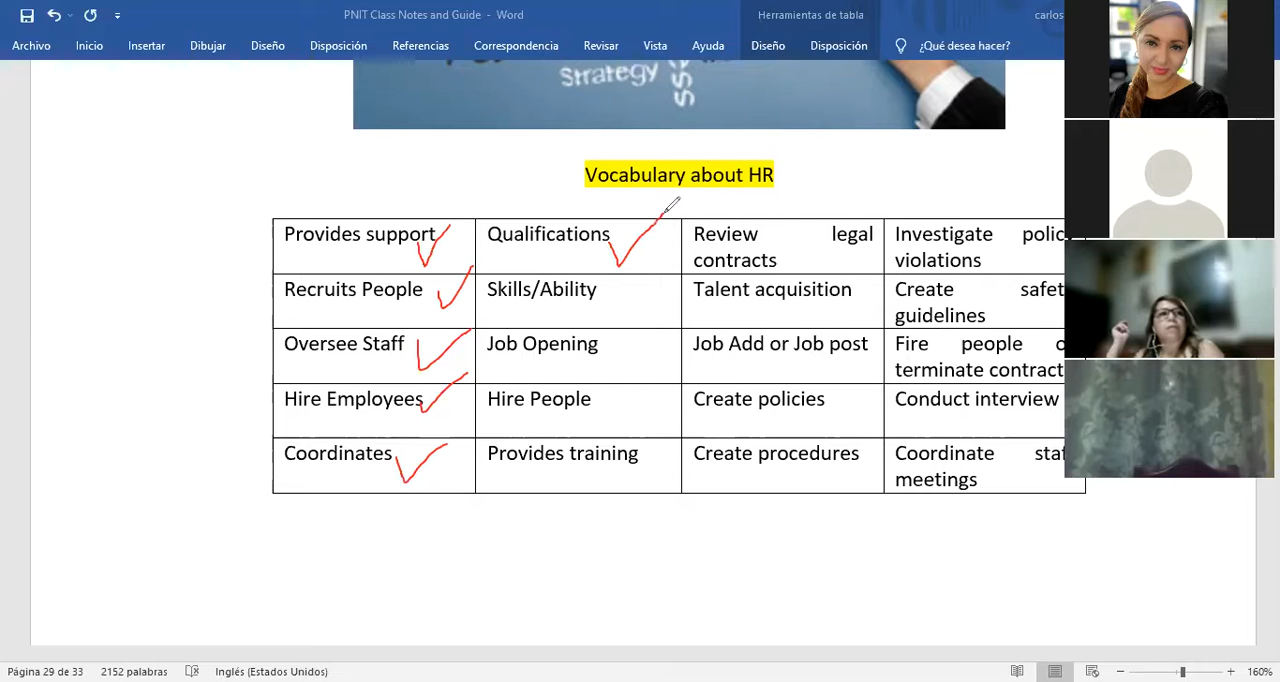 PNIT Class Notes and Guide - Word
Herramientas de tabla
carlos
Archivo Inicio Insertar Dibujar Diseño Disposición Referencias Correspondencia Revisar Vista Ayuda Diseño Disposición ¿Qué desea hacer?
Strategy
Vocabulary about HR
Provides support Qualifications Review legal Investigate
contracts violations
Recruits People Skills/Ability Talent acquisition Create
guidelines
Oversee Staff Job Opening Job Add or Job post Fire people
terminate contract
Hire Employees Hire People Create policies Conduct interview
Coordinates Provides training Create procedures Coordinate
meetings
Página 29 de 33 2152 palabras Inglés (Estados Unidos) 160%